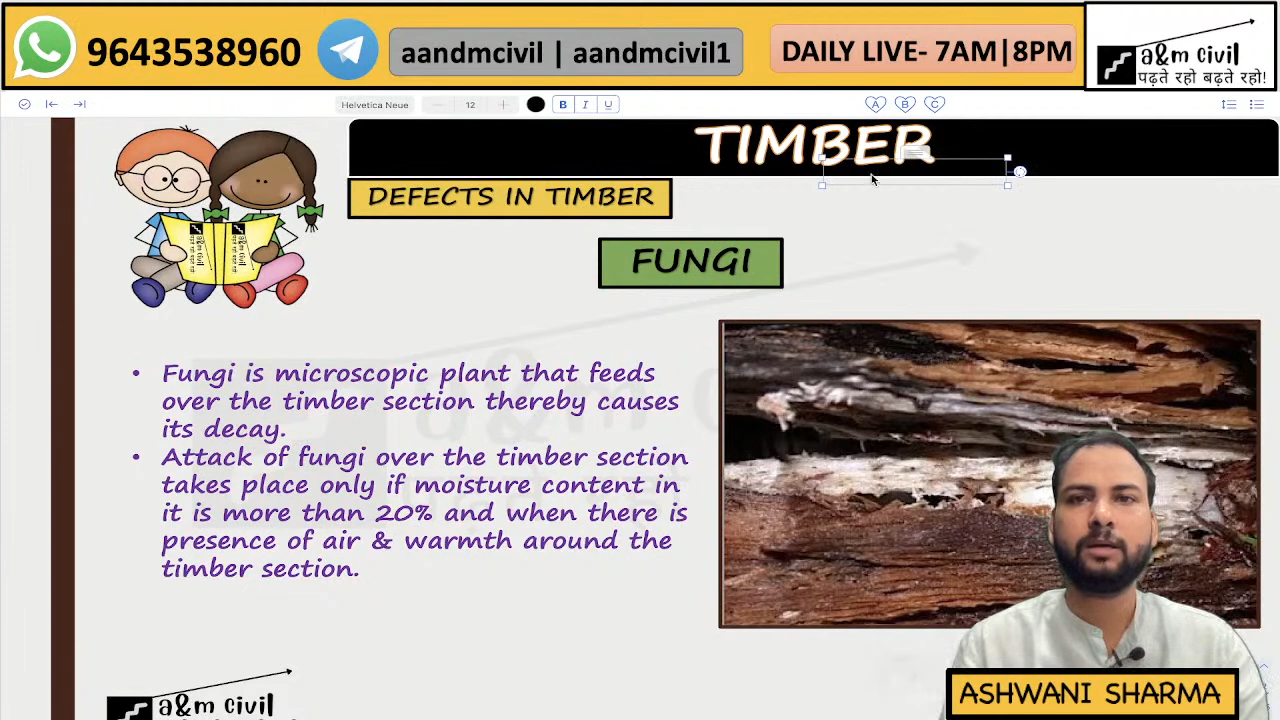 9643538960
aandmcivil | aandmcivil1
DAILY LIVE- 7AM|8PM
a&m civil
पढ़ते रहो बढ़ते रहो!
Helvetica Neue
12
B I U
A B C
TIMBER
DEFECTS IN TIMBER
FUNGI
• Fungi is microscopic plant that feeds
over the timber section thereby causes
its decay.
• Attack of fungi over the timber section
takes place only if moisture content in
it is more than 20% and when there is
presence of air & warmth around the
timber section.
ASHWANI SHARMA
a&m civil